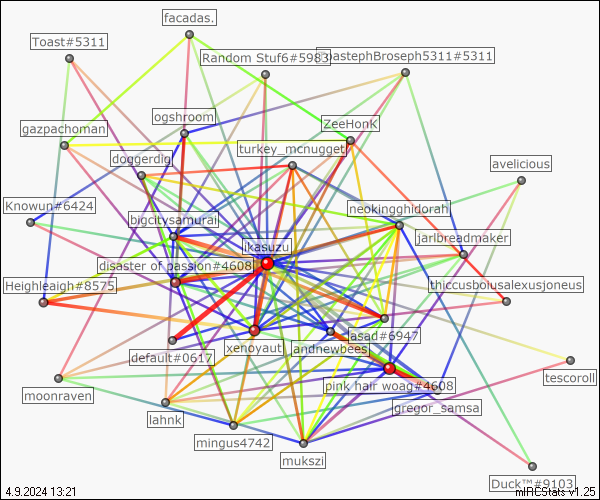 facadas.
Toast#5311
Random Stuf6#5983
oastephBroseph5311#5311
ogshroom
ZeeHonK
gazpachoman
turkey_mcnugget
doggerdig
avelicious
Knowun#6424
neokingghidorah
bigcitysamurai
jarlbreadmaker
ikasuzu
disaster of passion#4608
Heighleaigh#8575
thiccusboiusalexusjoneus
asad#6947
xenoyaut
andnewbees
default#0617
tescoroll
pink hair woag#4608
moonraven
gregor_samsa
lahnk
mingus4742
mukszi
Duck™#9103
4.9.2024 13:21
mIRCStats v1.25